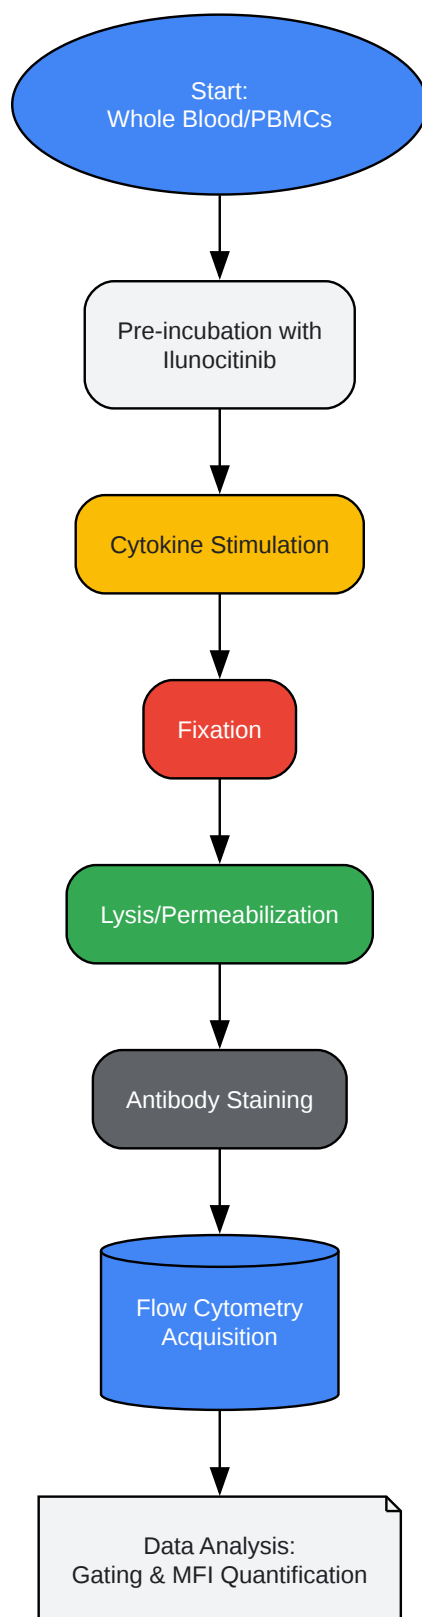 Start:
Whole Blood/PBMCs
Pre-incubation with
Ilunocitinib
Cytokine Stimulation
Fixation
Lysis/Permeabilization
Antibody Staining
Flow Cytometry
Acquisition
Data Analysis:
Gating & MFI Quantification